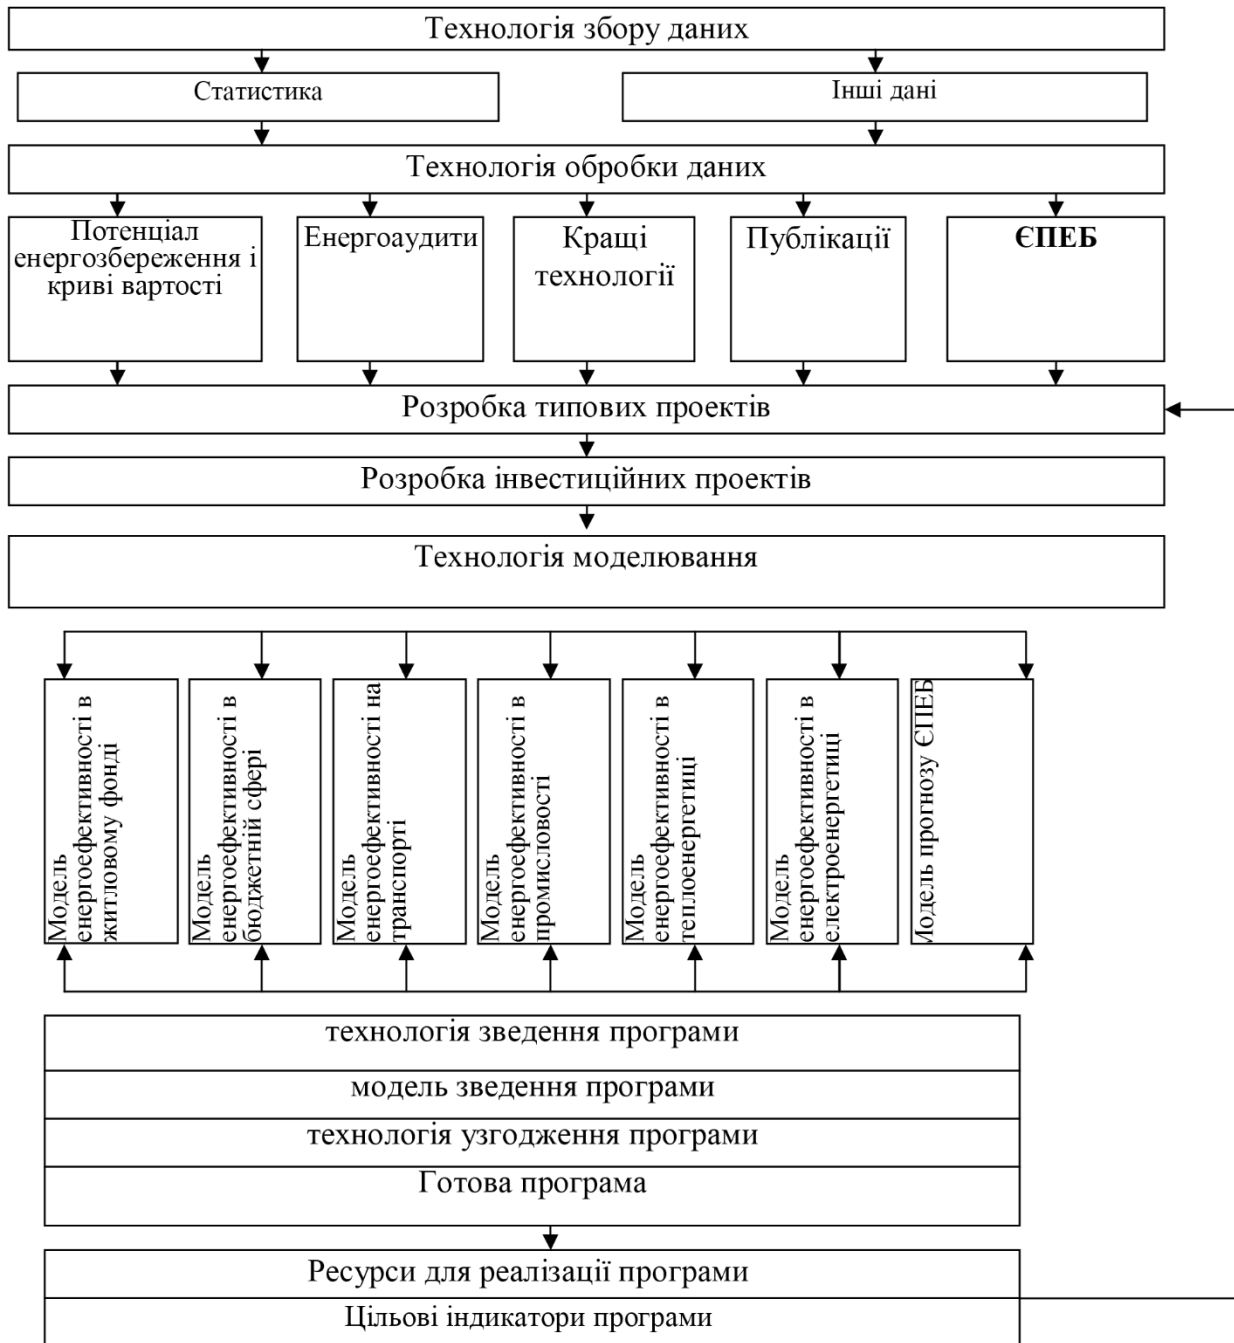 Технологія збору даних
Статистика
Інші дані
Технологія обробки даних
Потенціал
енергозбереження і
криві вартості
Енергоаудити
Кращі
технології
Публікації
ЄПЕБ
Розробка типових проектів
Розробка інвестиційних проектів
Технологія моделювання
Модель
енергоефективності в
житловому фонді
Модель
енергоефективності в
бюджетній сфері
Модель
енергоефективності на
транспорті
Модель
енергоефективності в
промисловості
Модель
енергоефективності в
теплоенергетиці
Модель
енергоефективності в
електроенергетиці
Модель прогнозу ЄПЕБ
технологія зведення програми
модель зведення програми
технологія узгодження програми
Готова програма
Ресурси для реалізації програми
Цільові індикатори програми